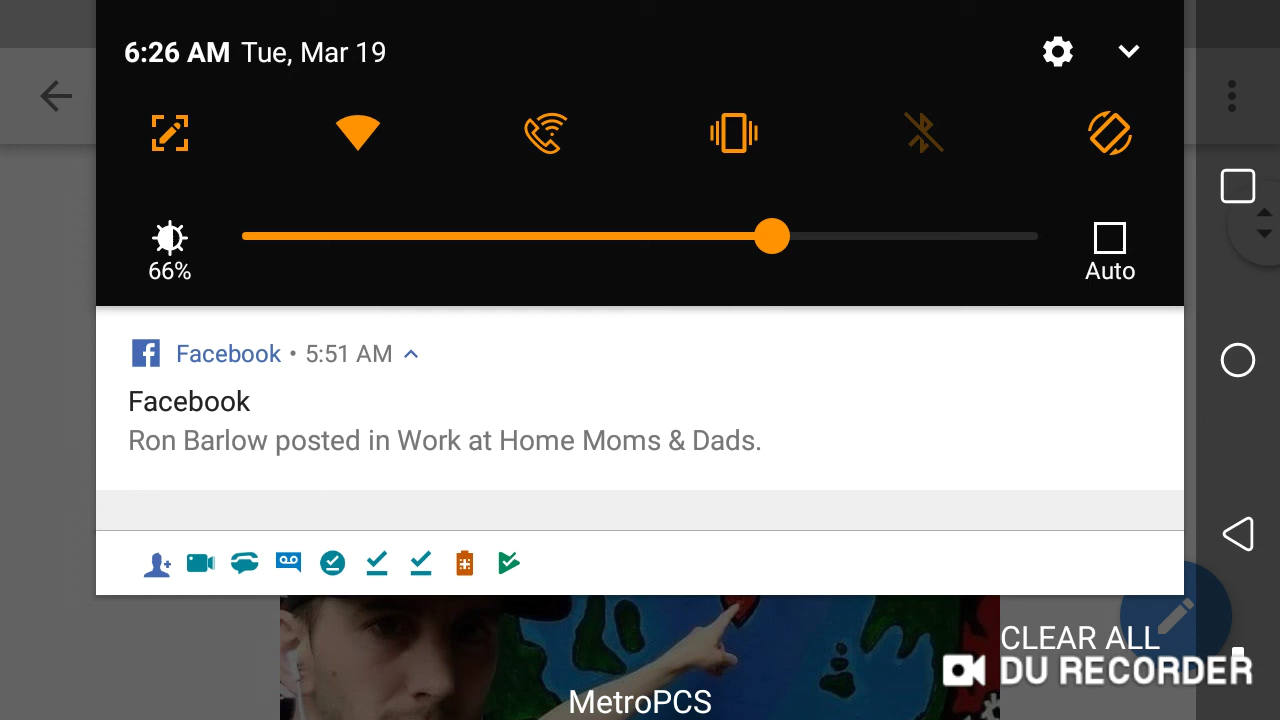 6:26 AM Tue, Mar 19
66%
Auto
Facebook • 5:51 AM
Facebook
Ron Barlow posted in Work at Home Moms & Dads.
CLEAR ALL
DU RECORDER
MetroPCS